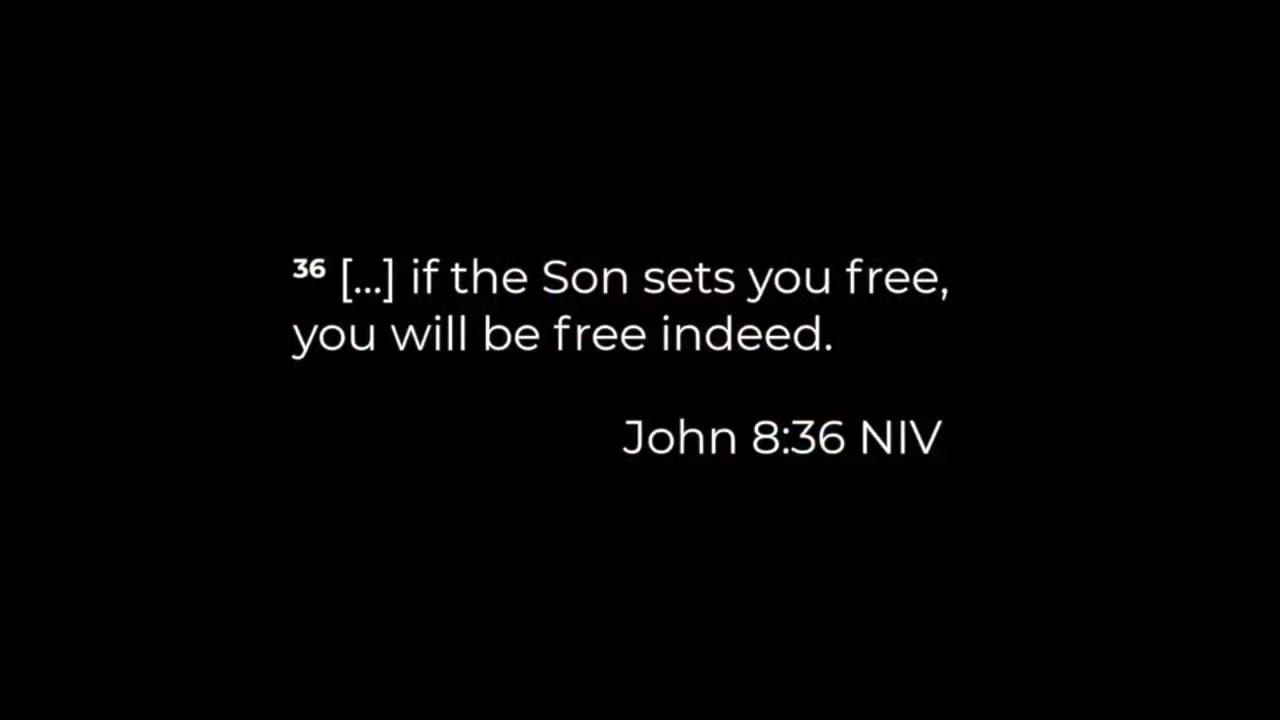 36 [...] if the Son sets you free,
you will be free indeed.
John 8:36 NIV